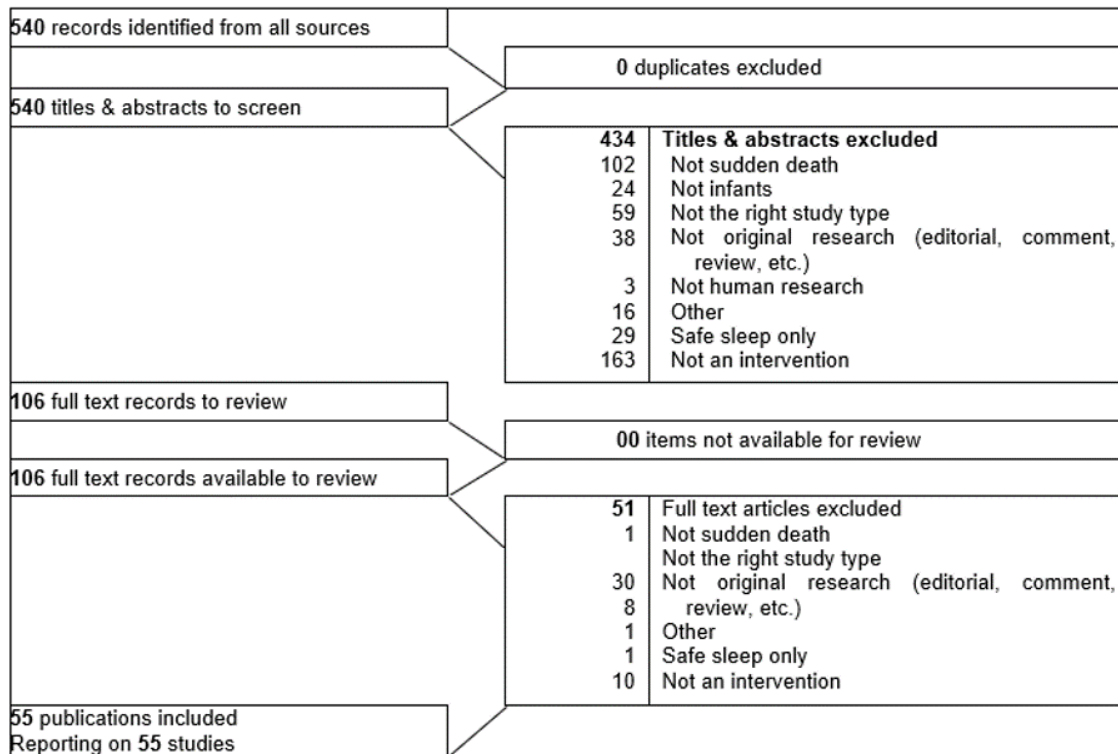 540 records identified from all sources
0 duplicates excluded
540 titles & abstracts to screen
434 Titles & abstracts excluded
102 Not sudden death
24 Not infants
59 Not the right study type
38 Not original research (editorial, comment,
review, etc.)
3 Not human research
16 Other
29 Safe sleep only
163 Not an intervention
106 full text records to review
00 items not available for review
106 full text records available to review
51 Full text articles excluded
1 Not sudden death
Not the right study type
30 Not original research (editorial, comment,
8 review, etc.)
1 Other
1 Safe sleep only
10 Not an intervention
55 publications included
Reporting on 55 studies